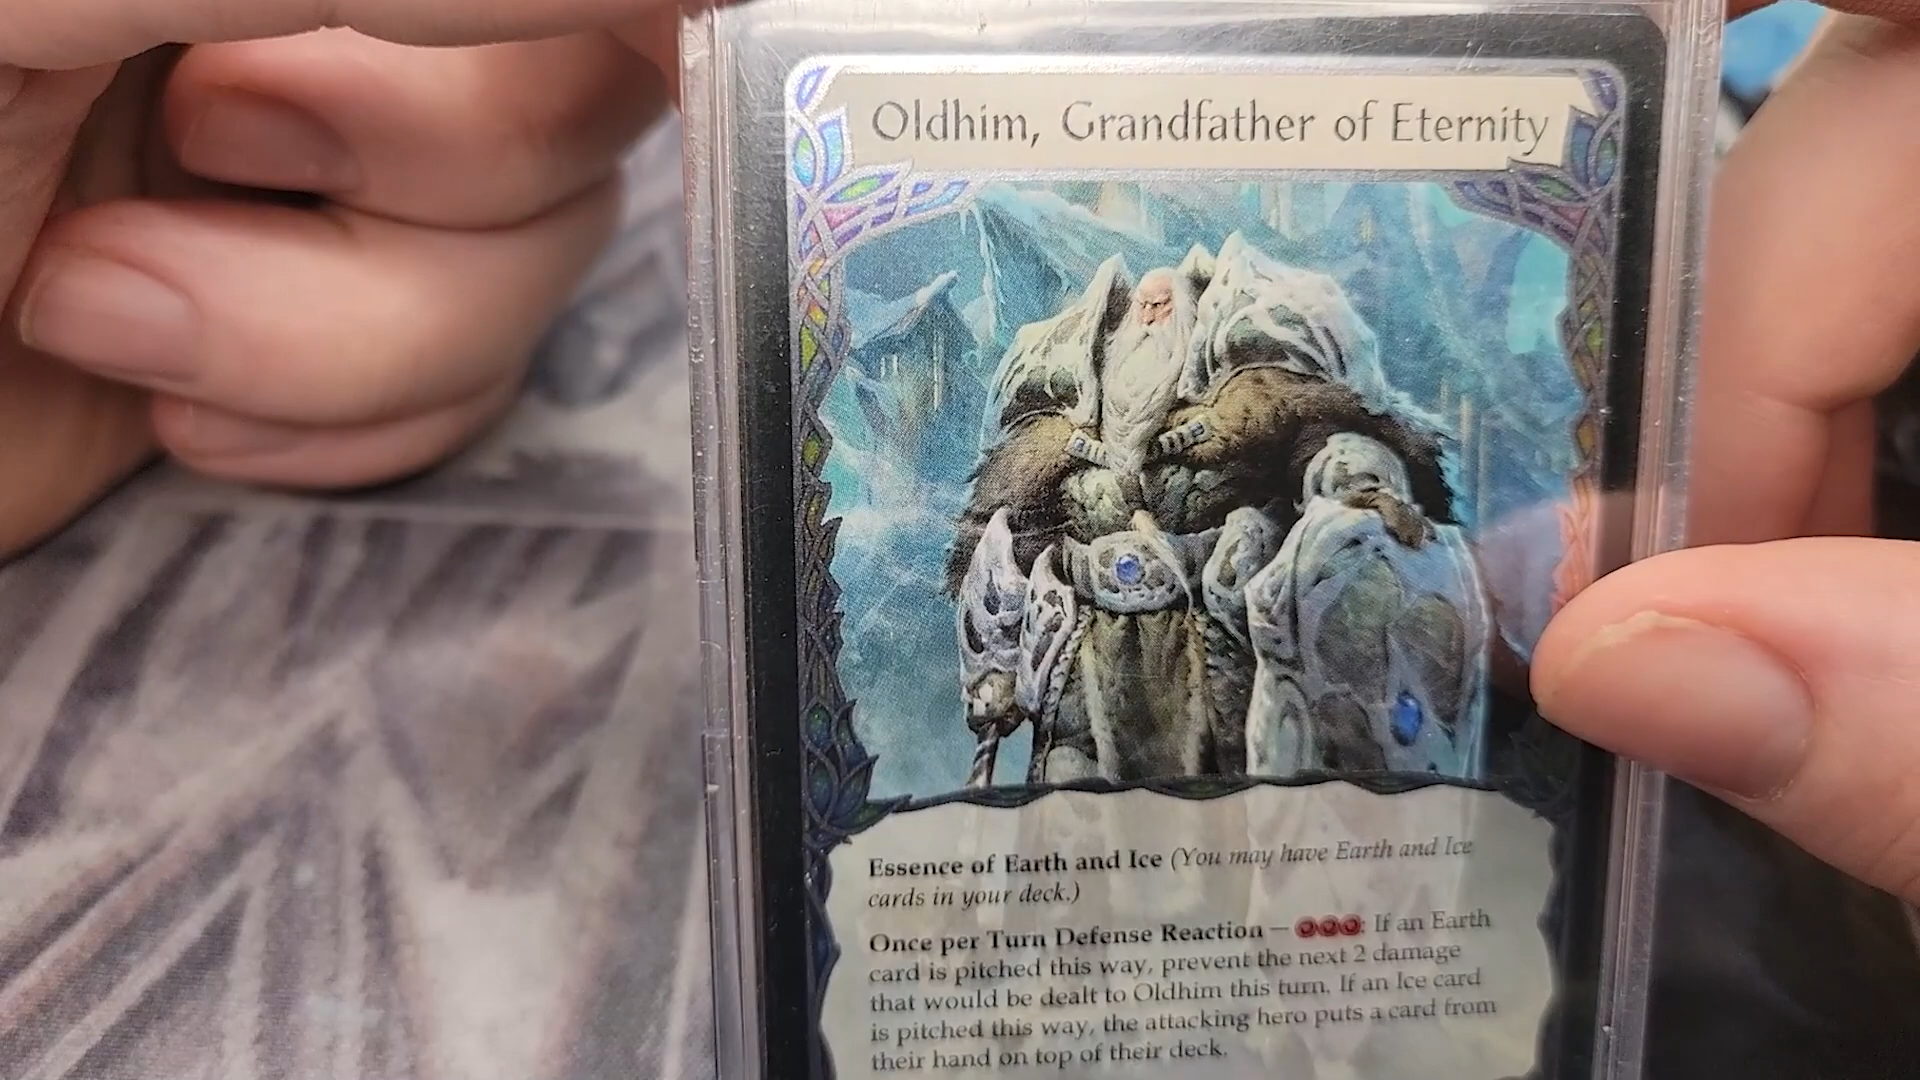 Oldhim, Grandfather of Eternity
Essence of Earth and Ice (You may have Earth and Ice
cards in your deck.)
Once per Turn Defense Reaction — : If an Earth
card is pitched this way, prevent the next 2 damage
that would be dealt to Oldhim this turn. If an Ice card
is pitched this way, the attacking hero puts a card from
their hand on top of their deck.